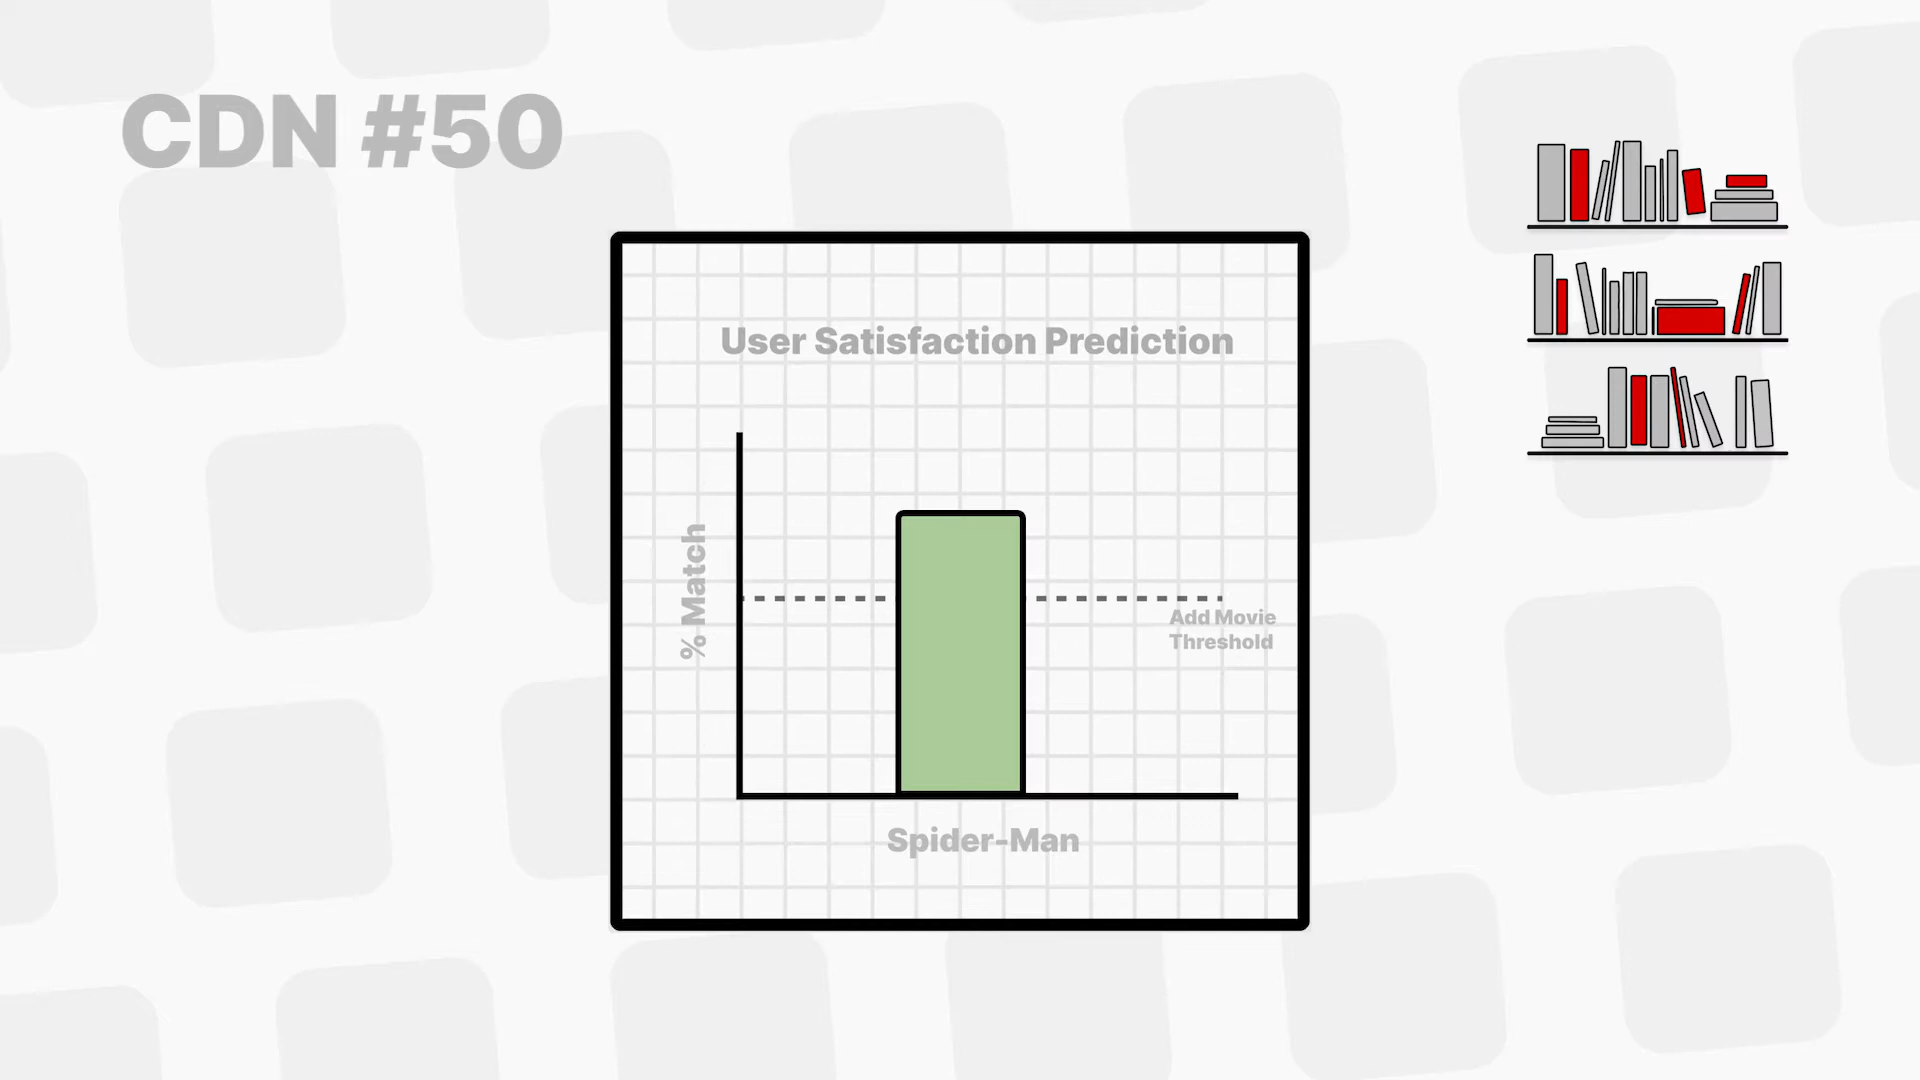 CDN #50
User Satisfaction Prediction
% Match
Add Movie
Threshold
Spider-Man